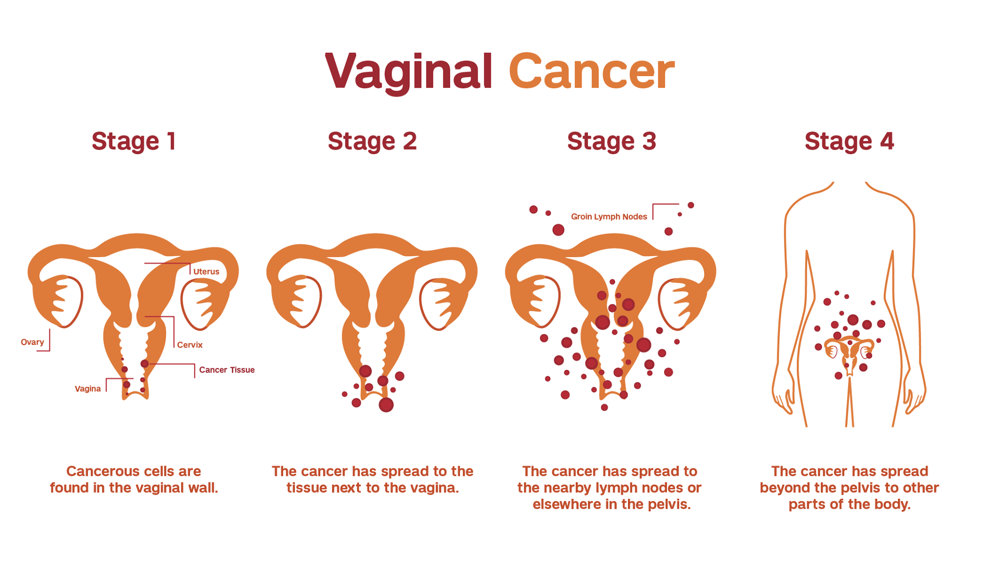 Vaginal Cancer
Stage 1
Stage 2
Stage 3
Stage 4
Groin Lymph Nodes
Uterus
Ovary
Cervix
Cancer Tissue
Vagina
Cancerous cells are
found in the vaginal wall.
The cancer has spread to the
tissue next to the vagina.
The cancer has spread to
the nearby lymph nodes or
elsewhere in the pelvis.
The cancer has spread
beyond the pelvis to other
parts of the body.